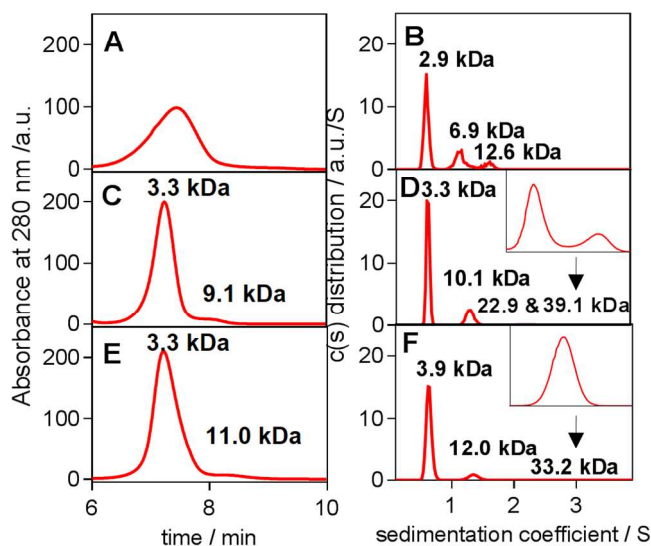 A
B
200
100
0
20
10
0
2.9 kDa
6.9 kDa
12.6 kDa
C
3.3 kDa
9.1 kDa
200
100
0
D
3.3 kDa
10.1 kDa
22.9 & 39.1 kDa
20
10
0
E
3.3 kDa
11.0 kDa
200
100
0
F
3.9 kDa
12.0 kDa
33.2 kDa
20
10
0
Absorbance at 280 nm /a.u.
c(s) distribution / a.u./S
6
8
10
1
2
3
time / min
sedimentation coefficient / S